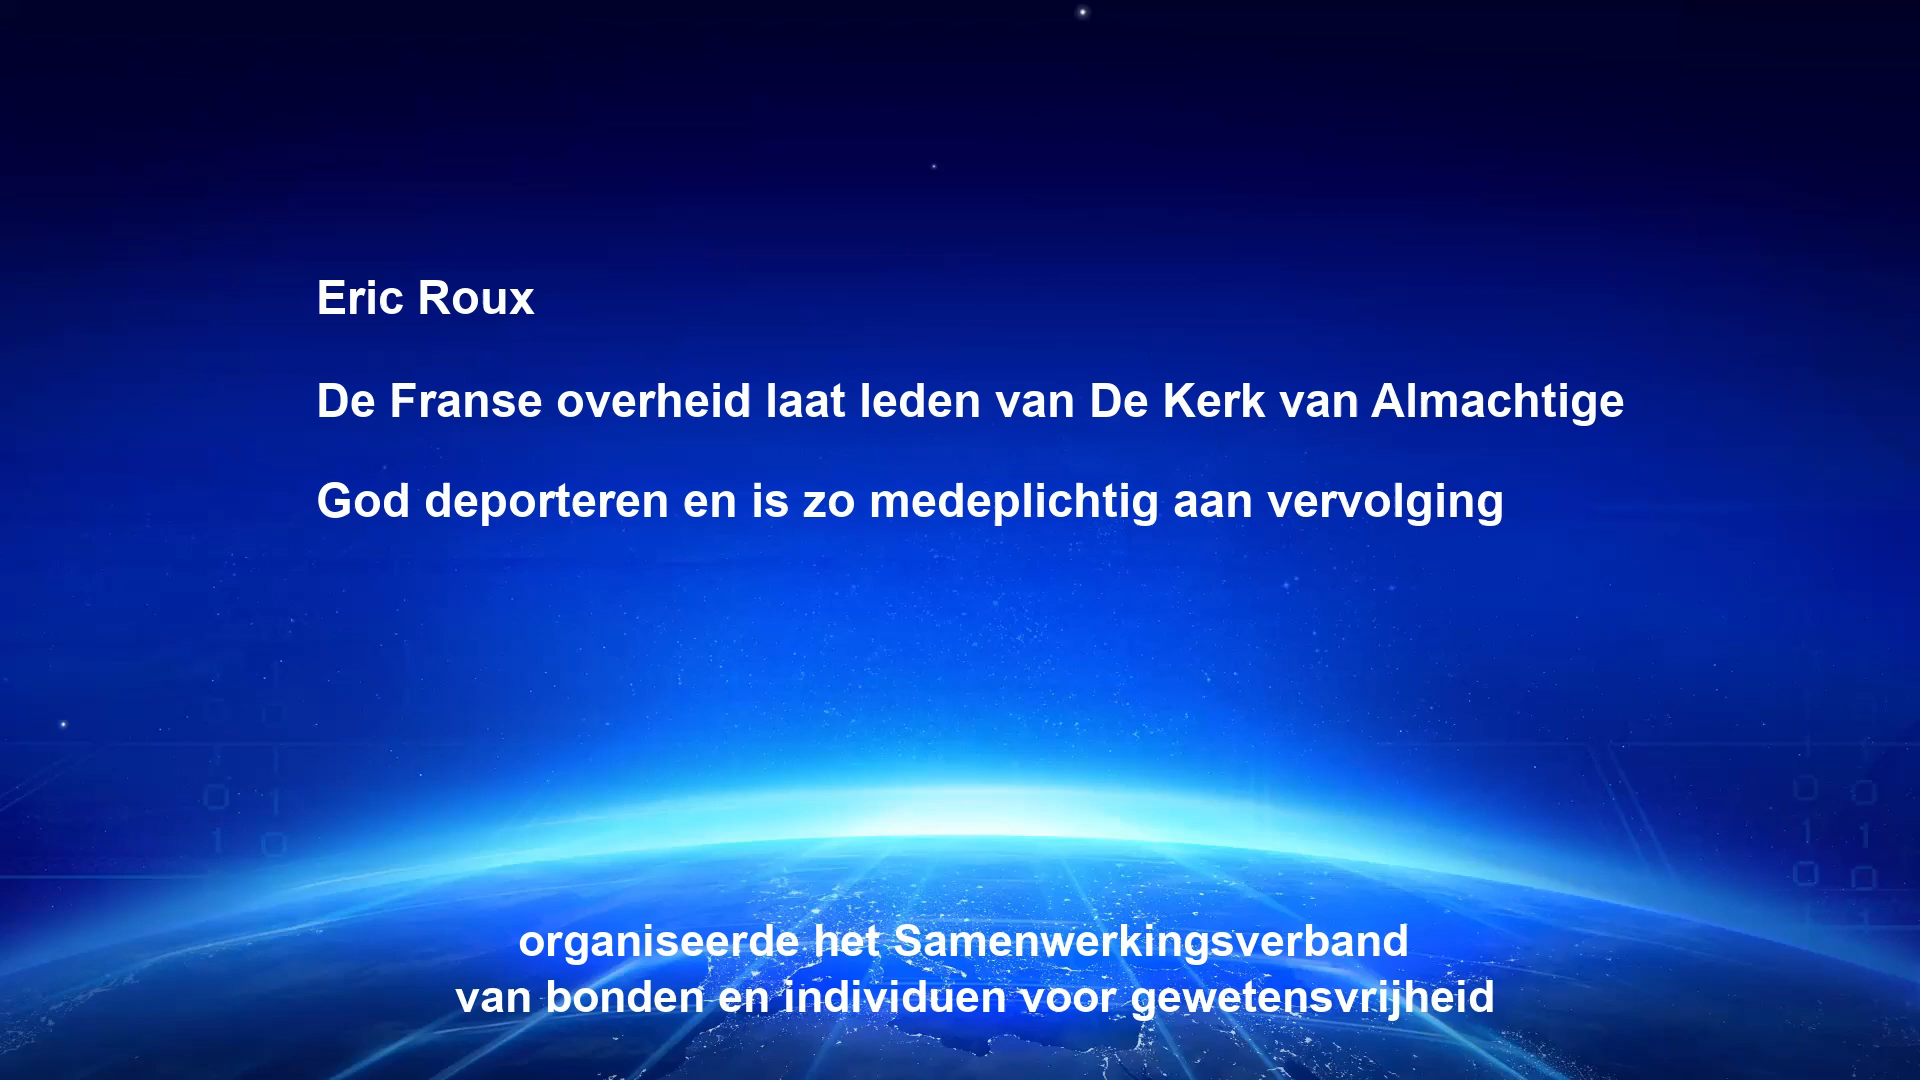 Eric Roux
De Franse overheid laat leden van De Kerk van Almachtige
God deporteren en is zo medeplichtig aan vervolging
organiseerde het Samenwerkingsverband
van bonden en individuen voor gewetensvrijheid